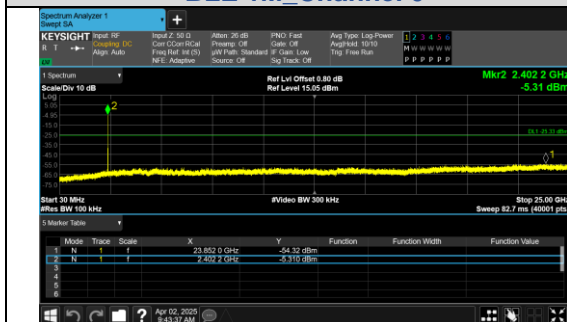 Spectrum Analyzer 1
Swept SA
+
KEYSIGHT Input: RF Input Z: 50 Ω Atten: 26 dB PNO: Fast Avg Type: Log-Power 1 2 3 4 5 6
R T Coupling: DC Corr CCorr RCal Preamp: Off Gate: Off Avg|Hold: 10/10 M W W W W W
Align: Auto Freq Ref: Int (S) µW Path: Standard IF Gain: Low Trig: Free Run P P P P P P
NFE: Adaptive Source: Off Sig Track: Off
1 Spectrum Ref Lvl Offset 0.80 dB Mkr2 2.402 2 GHz
Scale/Div 10 dB Ref Level 15.05 dBm -5.31 dBm
Log
5.05
-4.95
-15.0
-25.0
-35.0
-45.0
-55.0
-65.0
-75.0
2
DL1 -25.33 dBm
1
Start 30 MHz #Video BW 300 kHz Stop 25.00 GHz
#Res BW 100 kHz Sweep 82.7 ms (40001 pts)
5 Marker Table
Mode Trace Scale X Y Function Function Width Function Value
1 N 1 f 23.852 0 GHz -54.32 dBm
2 N 1 f 2.402 2 GHz -5.310 dBm
3
4
5
6
? Apr 02, 2025
9:43:37 AM